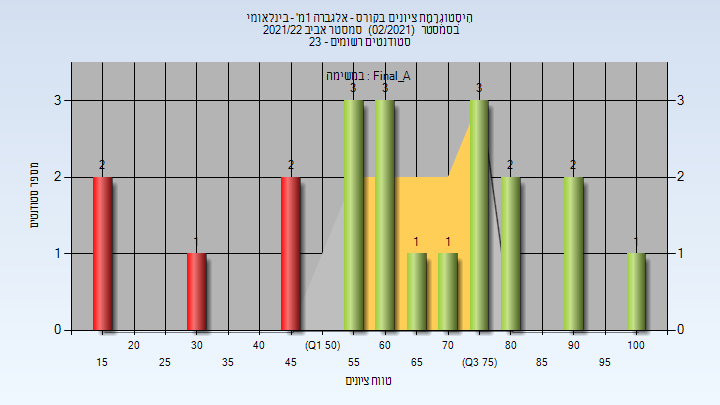 היסטוגרמת ציונים בקורס - אלגברה 1מ' - בינלאומי
בסמסטר (02/2021) סמסטר אביב 2021/22
סטודנטים רשומים - 23
במשימה : Final_A
מספר סטודנטים
3 3
2 2
1 1
0 0
2 1 2 3 3 1 1 3 2 2 1
20 30 40 (Q1 50) 60 70 80 90 100
15 25 35 45 55 65 (Q3 75) 85 95
טווח ציונים